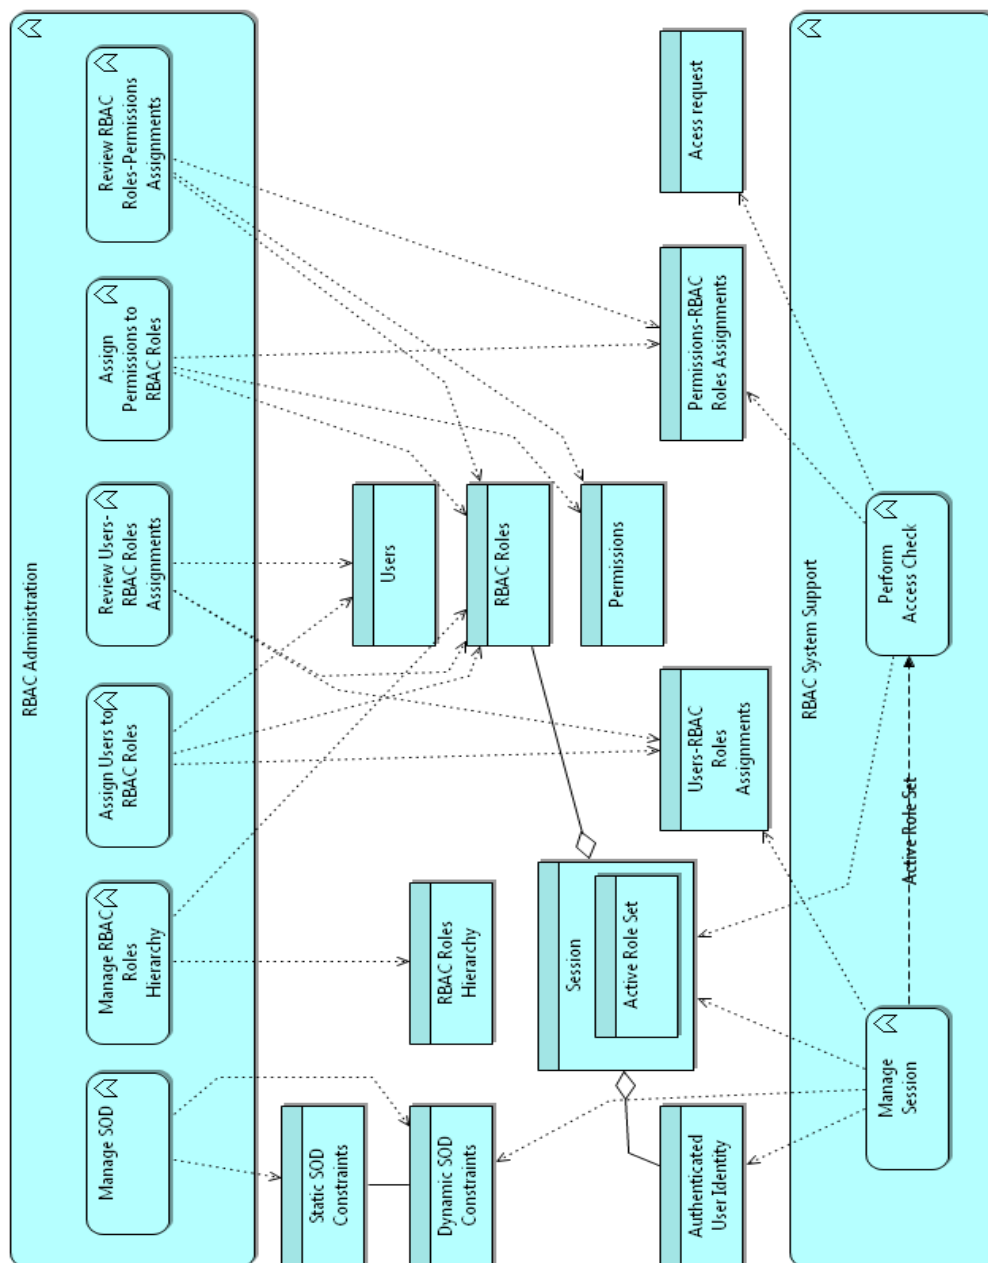 RBAC Administration
Manage SOD
Manage RBAC
Roles
Hierarchy
Assign Users to
RBAC Roles
Review Users-
RBAC Roles
Assignments
Assign
Permissions to
RBAC Roles
Review RBAC
Roles-Permissions
Assignments
Static SOD
Constraints
Dynamic SOD
Constraints
RBAC Roles
Hierarchy
Users
RBAC Roles
Permissions
Session
Active Role Set
Authenticated
User Identity
Users-RBAC
Roles
Assignments
Permissions-RBAC
Roles Assignments
Acess request
RBAC System Support
Manage
Session
Active Role Set
Perform
Access Check